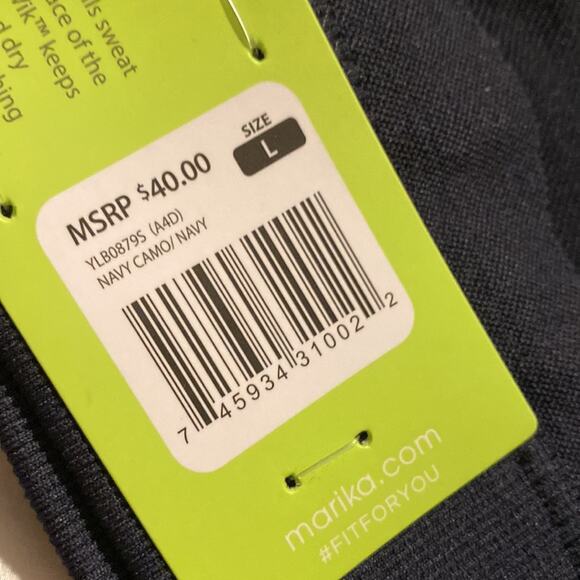 ls sweat
wik™ keeps
ace of the
d dry
hing
SIZE
L
MSRP $40.00
YLB0879S (A4D)
NAVY CAMO/ NAVY
7 45934 31002 2
marika.com
#FITFORYOU